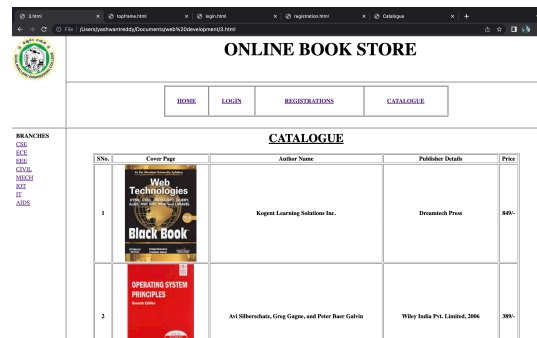 3.html
topframe.html
login.html
registration.html
Catalogue
File | /Users/yashwantreddy/Documents/web%20development/3.html
ONLINE BOOK STORE
HOME LOGIN REGISTRATIONS CATALOGUE
BRANCHES
CSE
ECE
EEE
CIVIL
MECH
IOT
IT
AIDS
CATALOGUE
SNo. Cover Page Author Name Publisher Details Price
1
Web
Technologies
Black Book
Kogent Learning Solutions Inc.
Dreamtech Press
849/-
2
OPERATING SYSTEM
PRINCIPLES
Seventh Edition
Avi Silberschatz, Greg Gagne, and Peter Baer Galvin
Wiley India Pvt. Limited, 2006
389/-